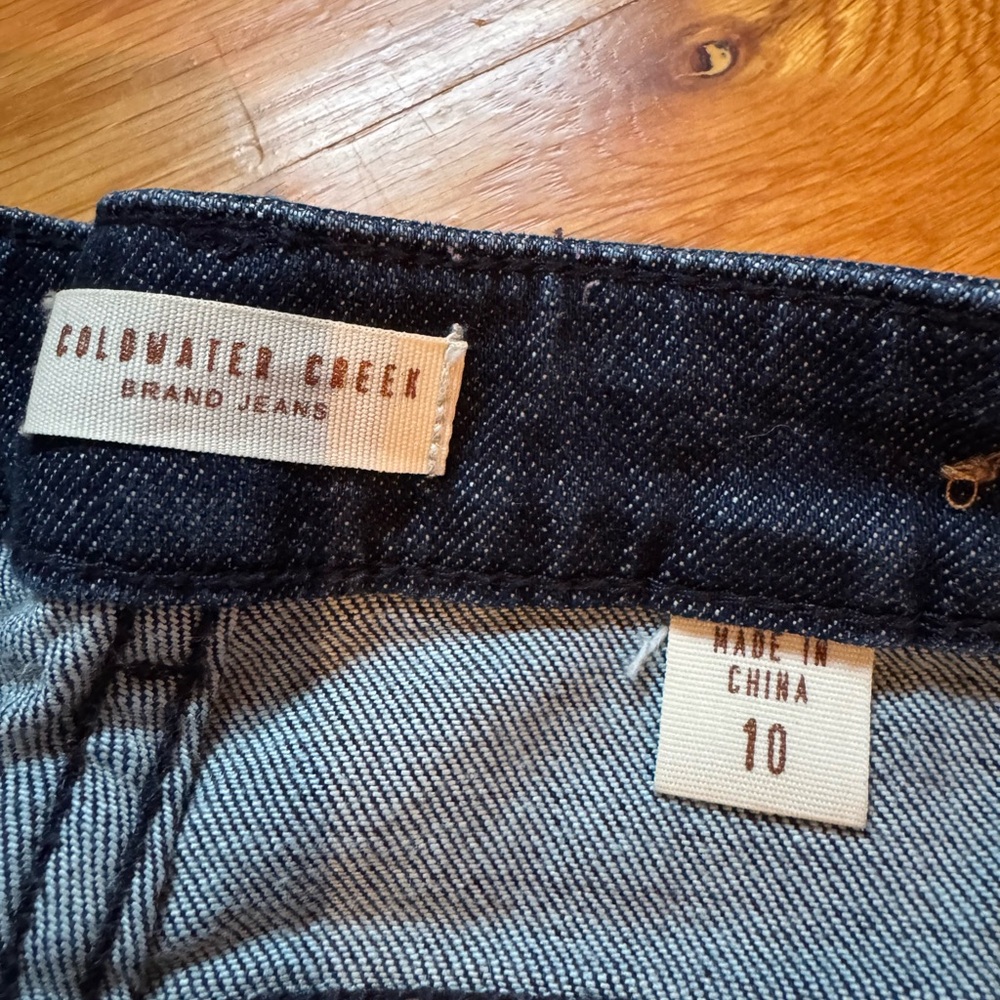 COLDWATER CREEK
BRAND JEANS
MADE IN
CHINA
10